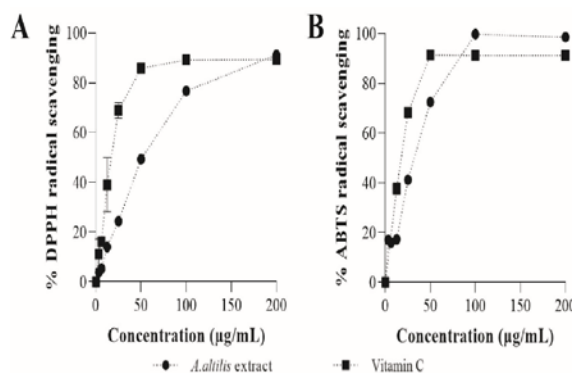 A
B
% DPPH radical scavenging
100
80
60
40
20
0
0 50 100 150 200
Concentration (µg/mL)
% ABTS radical scavenging
100
80
60
40
20
0
0 50 100 150 200
Concentration (µg/mL)
A.altilis extract Vitamin C